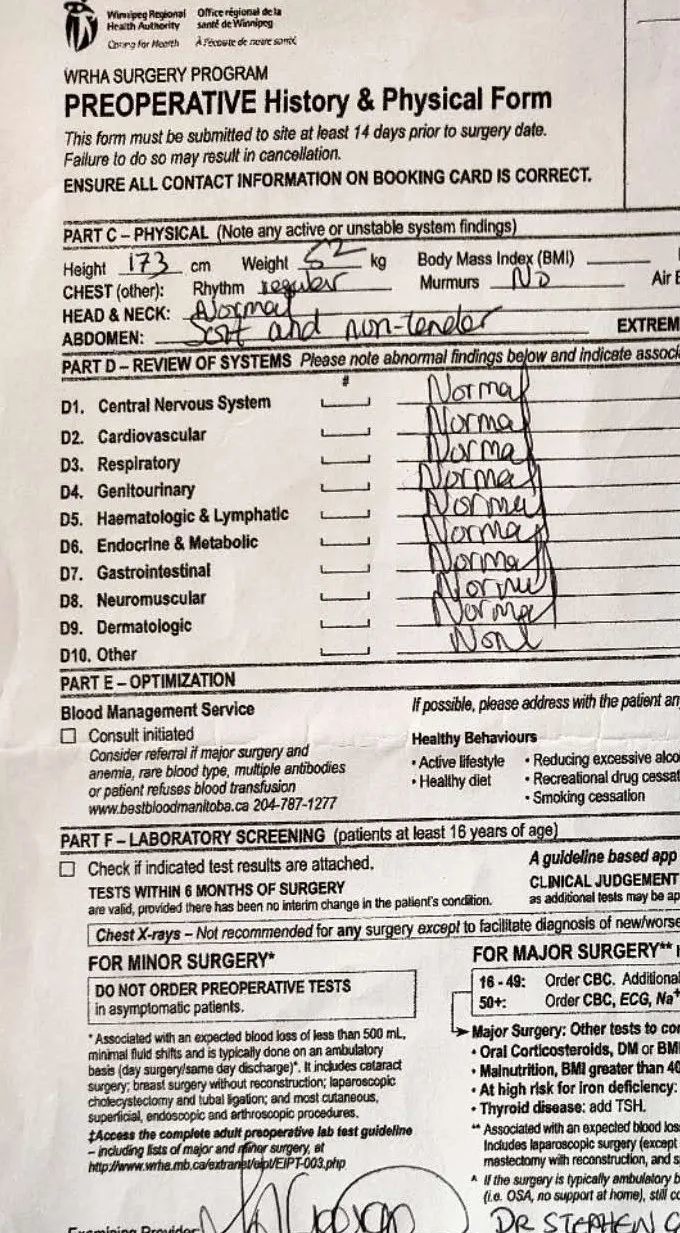 Winnipeg Regional Office régional de la
Health Authority santé de Winnipeg
Caring for Health À l'écoute de notre santé
WRHA SURGERY PROGRAM
PREOPERATIVE History & Physical Form
This form must be submitted to site at least 14 days prior to surgery date.
Failure to do so may result in cancellation.
ENSURE ALL CONTACT INFORMATION ON BOOKING CARD IS CORRECT.
PART C – PHYSICAL (Note any active or unstable system findings)
Height 173 cm Weight 52 kg Body Mass Index (BMI)
CHEST (other): Rhythm regular Murmurs NO Air E
HEAD & NECK: Normal
ABDOMEN: Soft and non-tender EXTREM
PART D – REVIEW OF SYSTEMS Please note abnormal findings below and indicate associ
#
D1. Central Nervous System Normal
D2. Cardiovascular Normal
D3. Respiratory Normal
D4. Genitourinary Normal
D5. Haematologic & Lymphatic Normal
D6. Endocrine & Metabolic Normal
D7. Gastrointestinal Normal
D8. Neuromuscular Normal
D9. Dermatologic Normal
D10. Other None
PART E – OPTIMIZATION
Blood Management Service If possible, please address with the patient an
Consult initiated Healthy Behaviours
Consider referral if major surgery and • Active lifestyle • Reducing excessive alco
anemia, rare blood type, multiple antibodies • Healthy diet • Recreational drug cessat
or patient refuses blood transfusion • Smoking cessation
www.bestbloodmanitoba.ca 204-787-1277
PART F – LABORATORY SCREENING (patients at least 16 years of age)
Check if indicated test results are attached. A guideline based app
TESTS WITHIN 6 MONTHS OF SURGERY CLINICAL JUDGEMENT
are valid, provided there has been no interim change in the patient's condition. as additional tests may be ap
Chest X-rays – Not recommended for any surgery except to facilitate diagnosis of new/worse
FOR MINOR SURGERY* FOR MAJOR SURGERY**
DO NOT ORDER PREOPERATIVE TESTS 16 - 49: Order CBC. Additional
in asymptomatic patients. 50+: Order CBC, ECG, Na+
*Associated with an expected blood loss of less than 500 mL, Major Surgery: Other tests to con
minimal fluid shifts and is typically done on an ambulatory • Oral Corticosteroids, DM or BMI
basis (day surgery/same day discharge)^. It includes cataract • Malnutrition, BMI greater than 40
surgery; breast surgery without reconstruction; laparoscopic • At high risk for iron deficiency:
cholecystectomy and tubal ligation; and most cutaneous, • Thyroid disease: add TSH.
superficial, endoscopic and arthroscopic procedures. ** Associated with an expected blood loss
‡Access the complete adult preoperative lab test guideline Includes laparoscopic surgery (except
– including lists of major and minor surgery, at mastectomy with reconstruction, and s
http://www.wrha.mb.ca/extranet/eipt/EIPT-003.php ^ If the surgery is typically ambulatory b
(i.e. OSA, no support at home), still co
Examining Provider DR STEPHEN